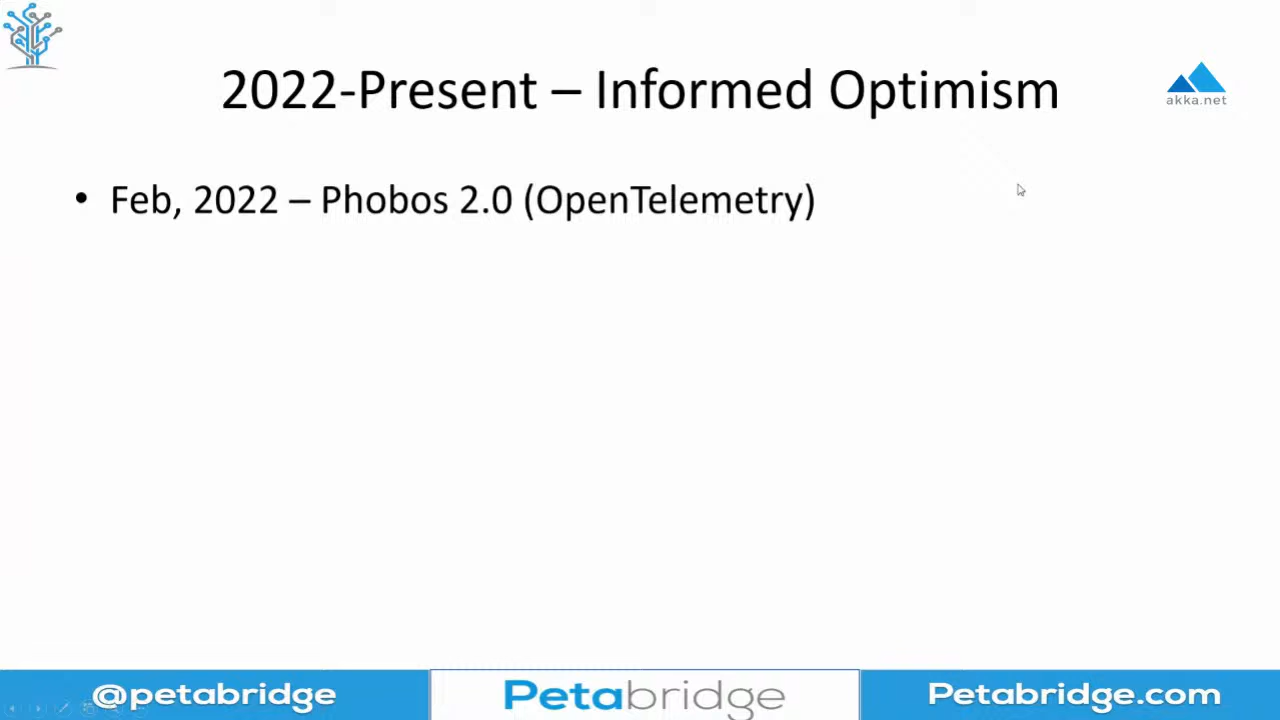 2022-Present – Informed Optimism
akka.net
• Feb, 2022 – Phobos 2.0 (OpenTelemetry)
@petabridge
Petabridge
Petabridge.com